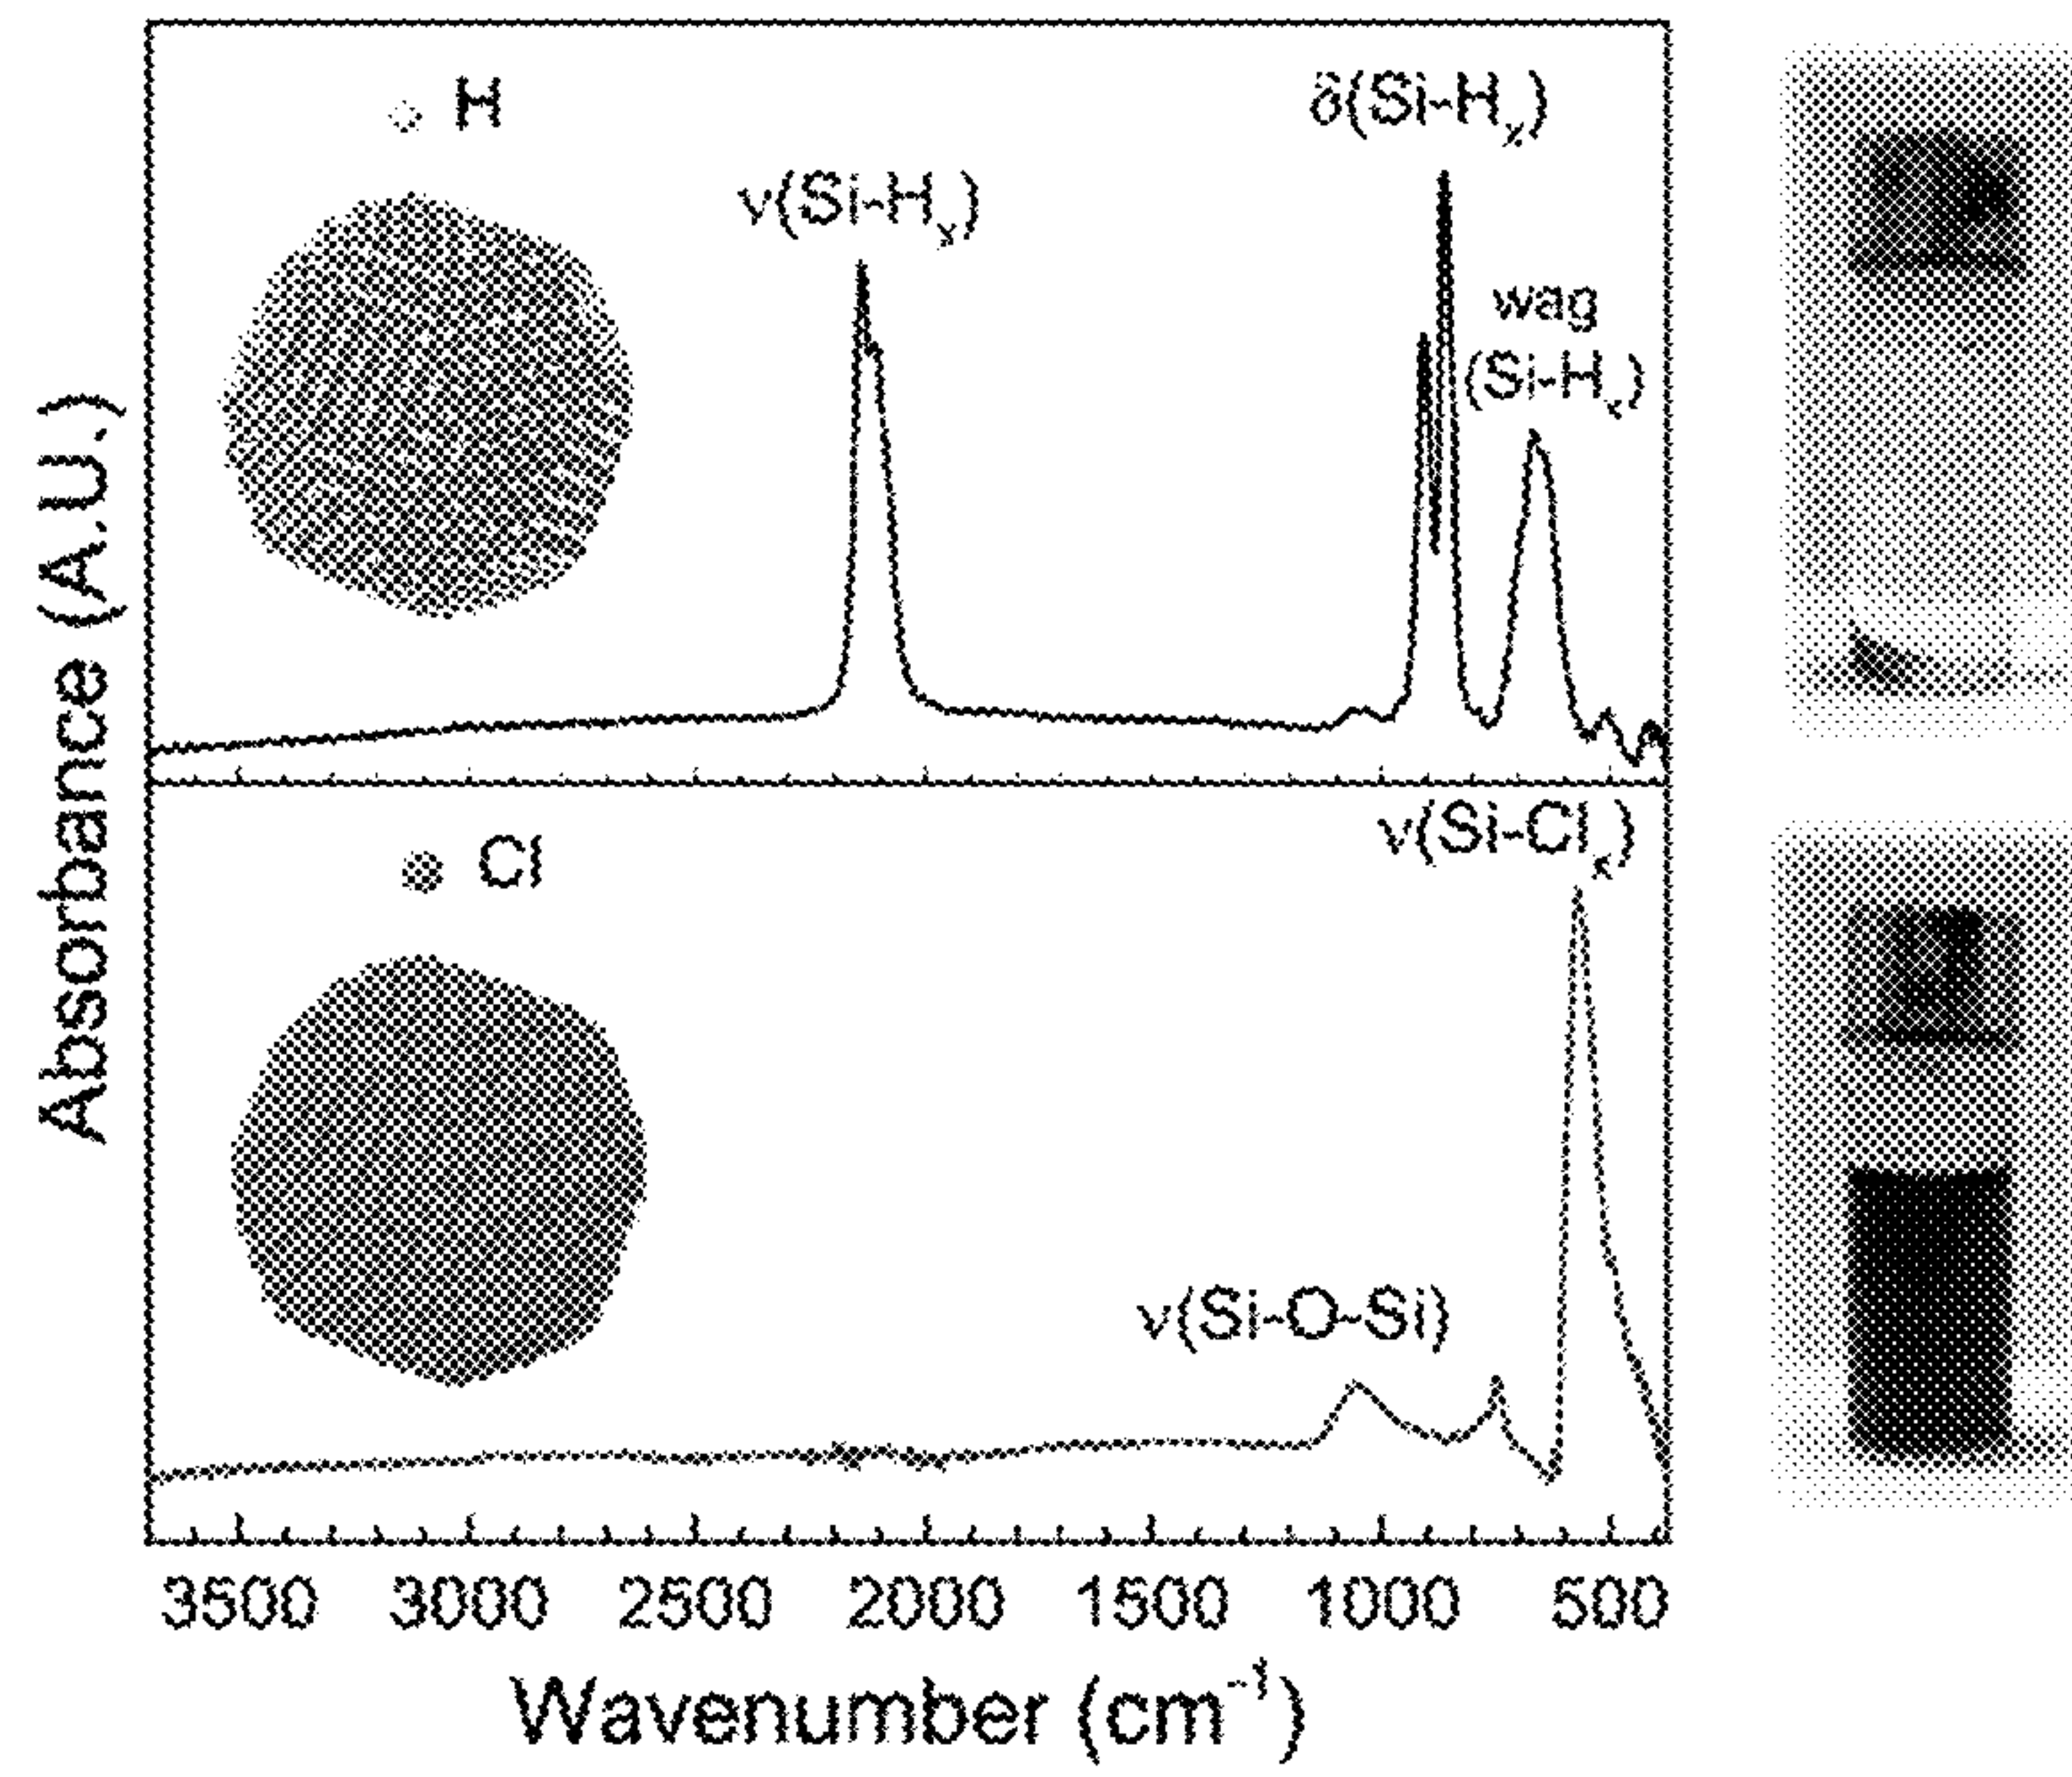 Absorbance (A.U.)
H
ν(Si-Hₓ)
δ(Si-Hₓ)
wag
(Si-Hₓ)
Cl
ν(Si-Clₓ)
ν(Si-O-Si)
3500 3000 2500 2000 1500 1000 500
Wavenumber (cm⁻¹)